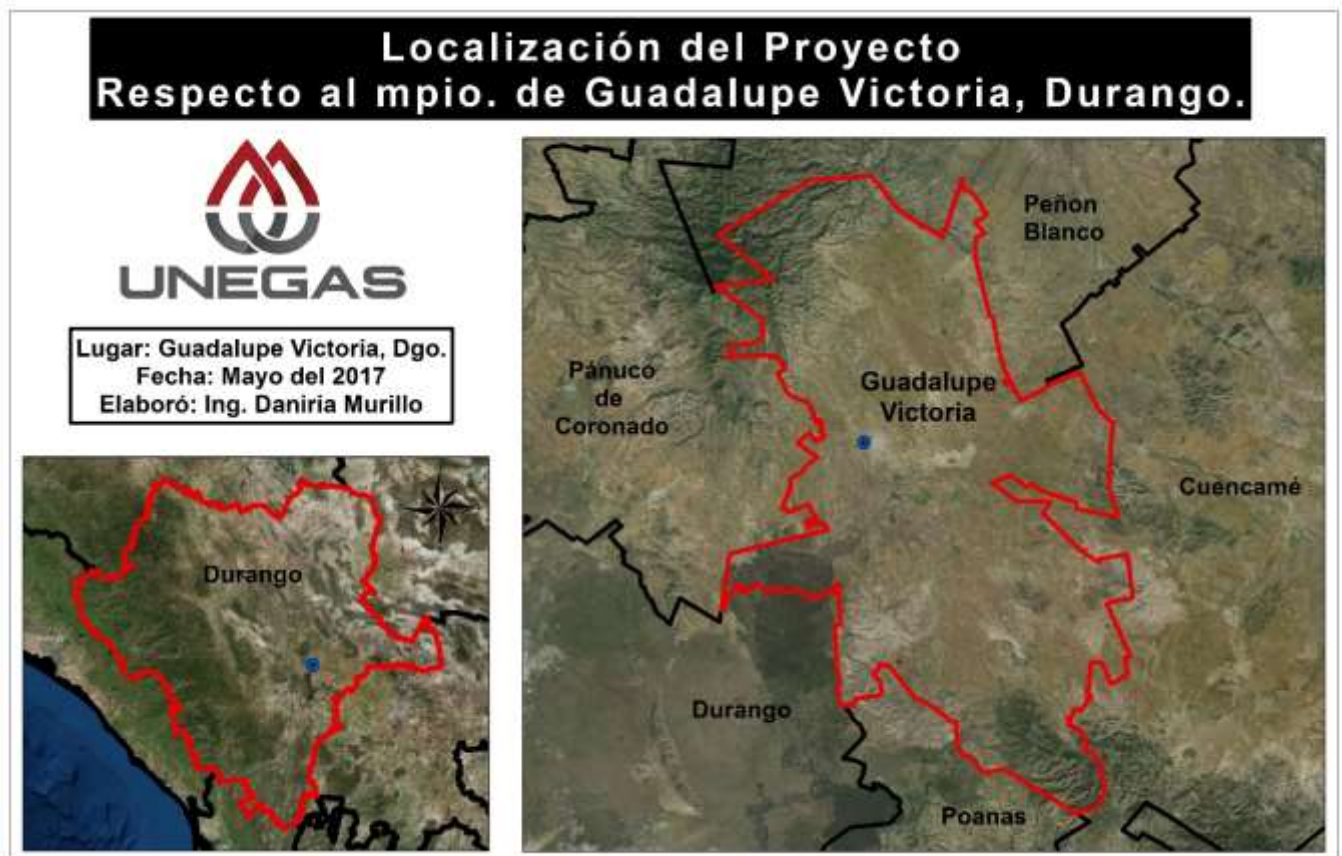 Localización del Proyecto
Respecto al mpio. de Guadalupe Victoria, Durango.
UNEGAS
Lugar: Guadalupe Victoria, Dgo.
Fecha: Mayo del 2017
Elaboró: Ing. Daniria Murillo
Durango
Peñon
Blanco
Pánuco
de
Coronado
Guadalupe
Victoria
Cuencamé
Durango
Poanas